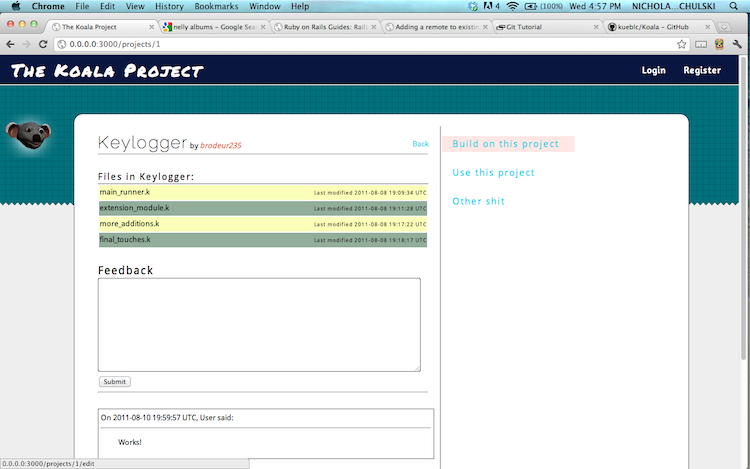 Chrome File Edit View History Bookmarks Window Help 4 (100%) Wed 4:57 PM NICHOLA...CHULSKI
The Koala Project nelly albums – Google Sea Ruby on Rails Guides: Rails Adding a remote to existin Git Tutorial kueblc/Koala – GitHub
0.0.0.0:3000/projects/1
The Koala Project Login Register
Keylogger by brodeur235 Back
Build on this project
Use this project
Other shit
Files in Keylogger:
main_runner.k Last modified 2011-08-08 19:09:34 UTC
extension_module.k Last modified 2011-08-08 19:11:28 UTC
more_additions.k Last modified 2011-08-08 19:17:22 UTC
final_touches.k Last modified 2011-08-08 19:18:17 UTC
Feedback
Submit
On 2011-08-10 19:59:57 UTC, User said:
Works!
0.0.0.0:3000/projects/1/edit